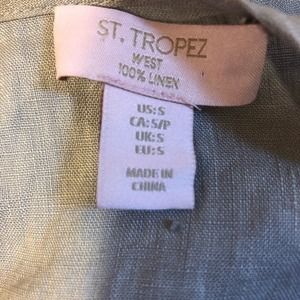 ST. TROPEZ
WEST
100% LINEN
US: S
CA: S/P
UK: S
EU: S
MADE IN
CHINA